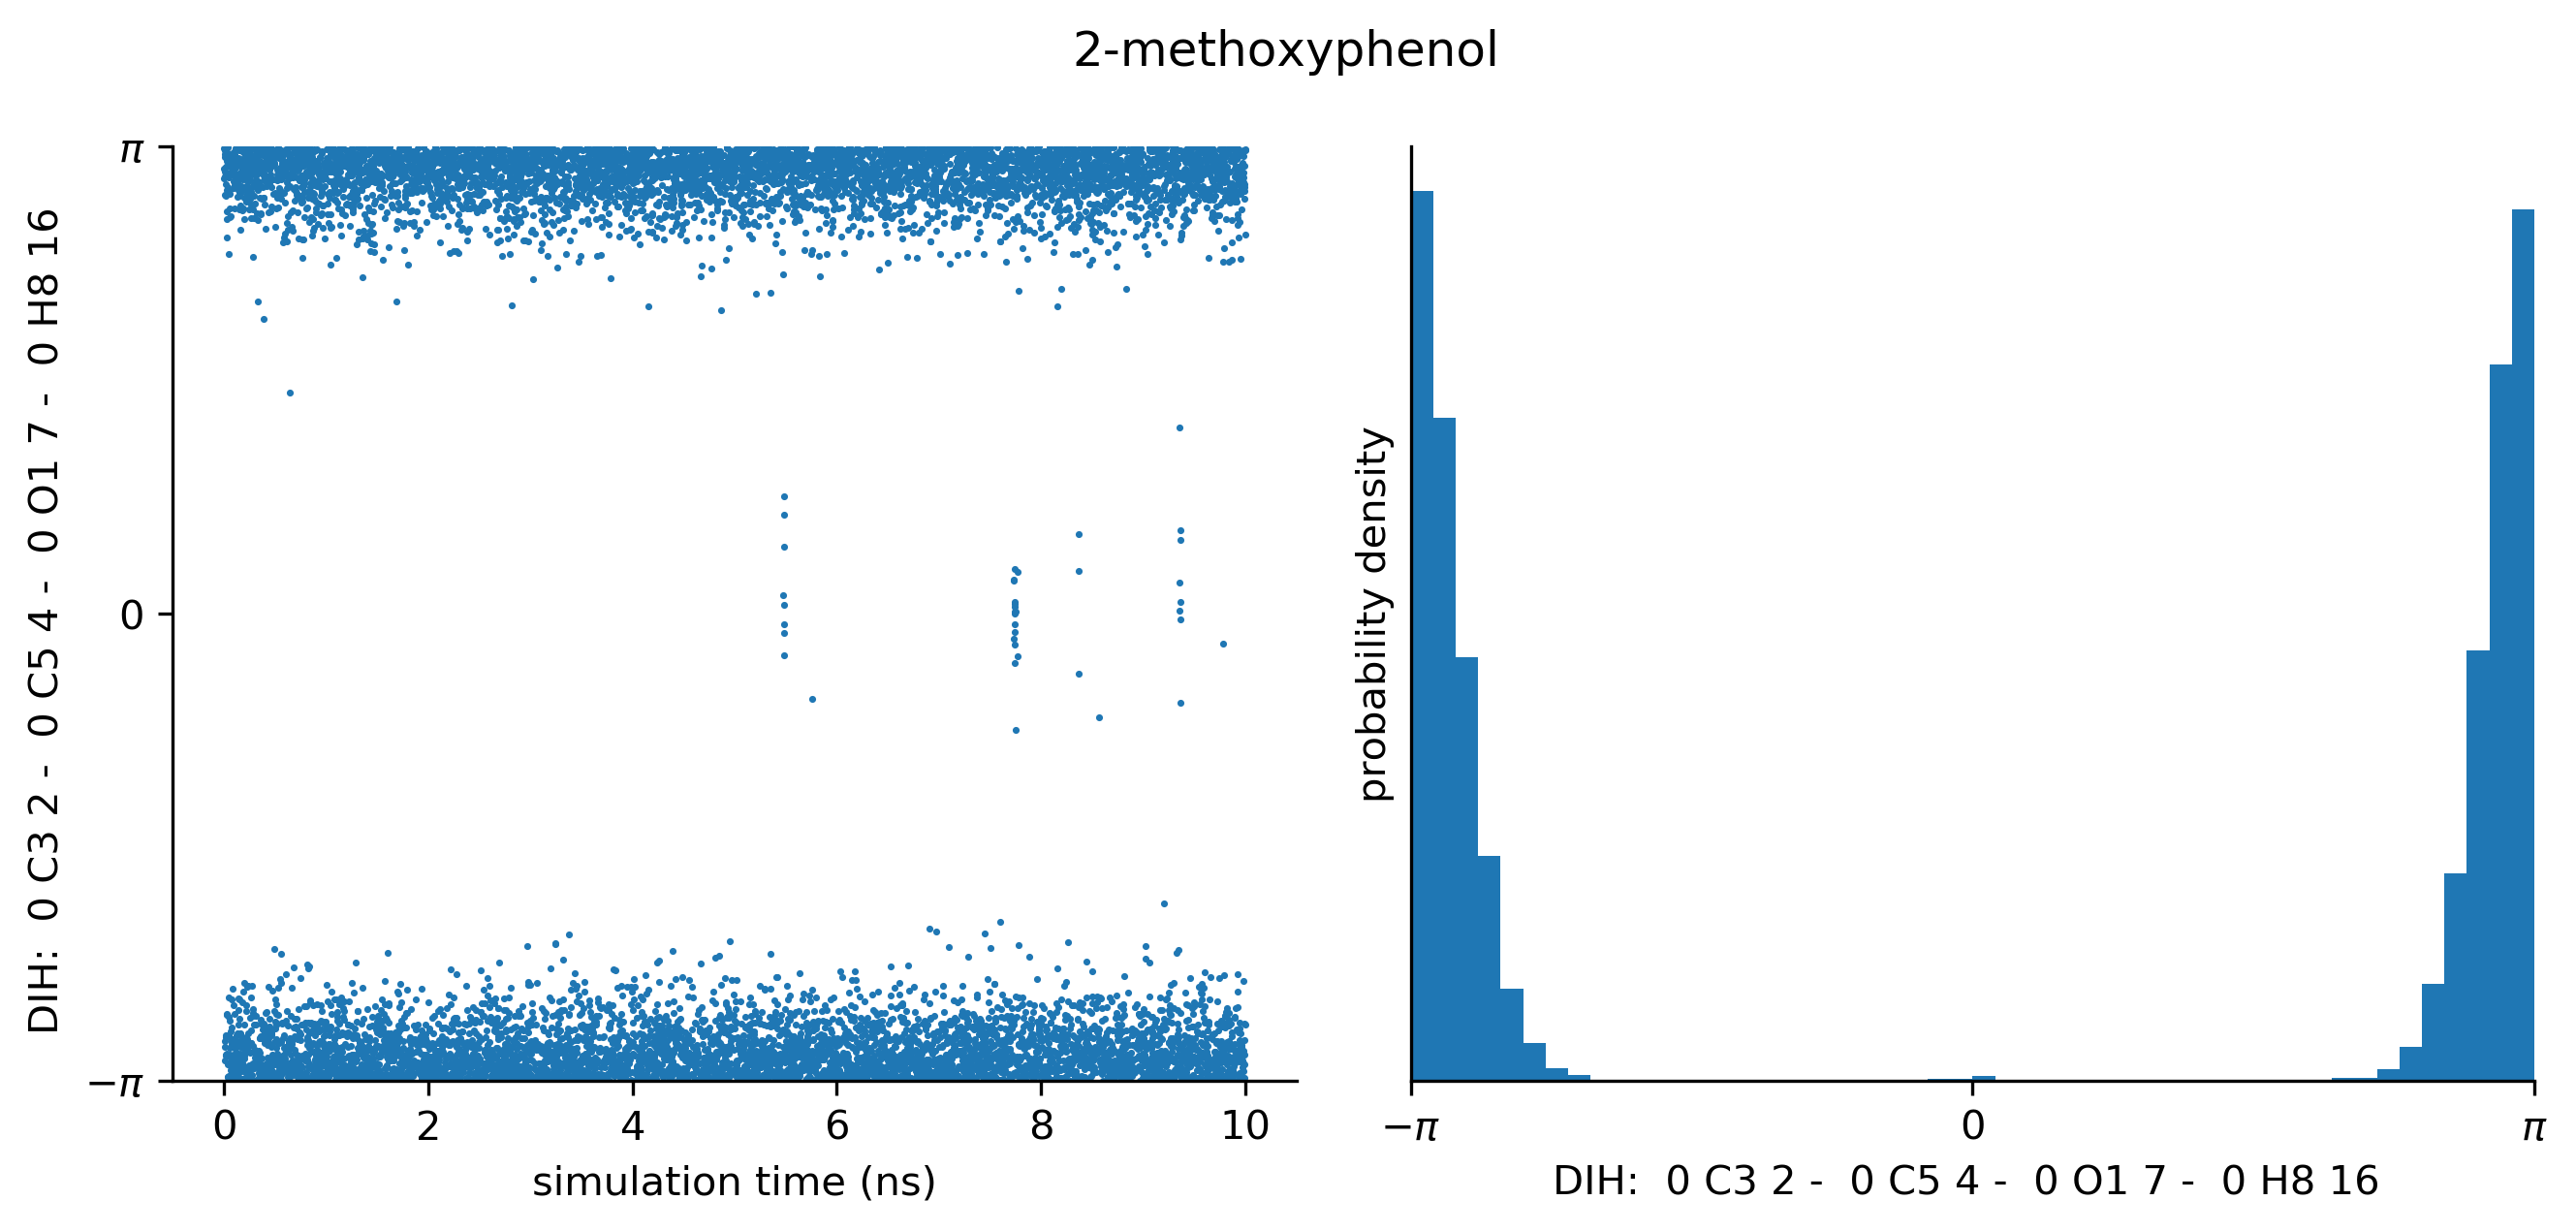 2-methoxyphenol
DIH:  0 C3 2 -  0 C5 4 -  0 O1 7 -  0 H8 16
π
0
−π
0 2 4 6 8 10
simulation time (ns)
probability density
−π 0 π
DIH:  0 C3 2 -  0 C5 4 -  0 O1 7 -  0 H8 16